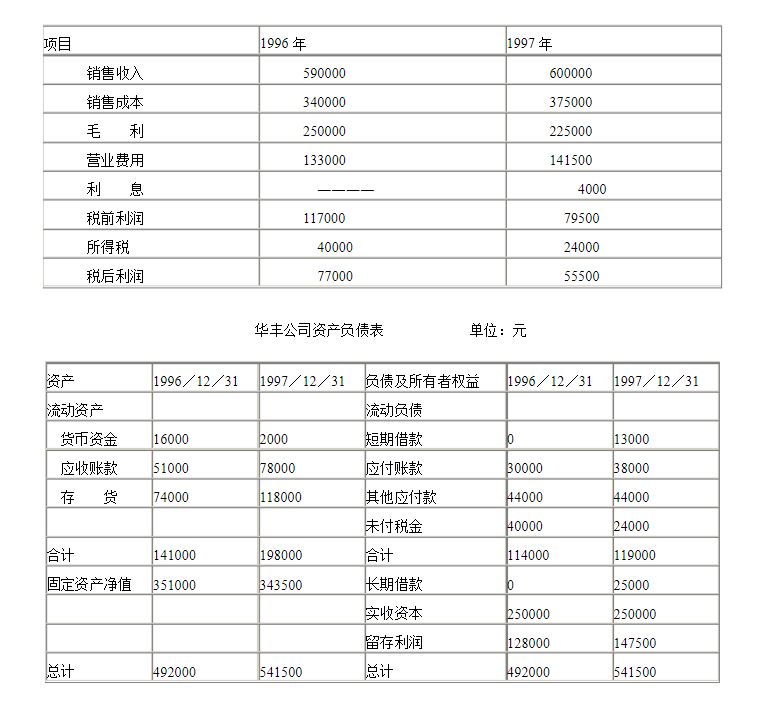 项目 1996 年 1997 年
销售收入 590000 600000
销售成本 340000 375000
毛 利 250000 225000
营业费用 133000 141500
利 息 ———— 4000
税前利润 117000 79500
所得税 40000 24000
税后利润 77000 55500
华丰公司资产负债表 单位：元
资产 1996／12／31 1997／12／31 负债及所有者权益 1996／12／31 1997／12／31
流动资产 流动负债
货币资金 16000 2000 短期借款 0 13000
应收账款 51000 78000 应付账款 30000 38000
存 货 74000 118000 其他应付款 44000 44000
未付税金 40000 24000
合计 141000 198000 合计 114000 119000
固定资产净值 351000 343500 长期借款 0 25000
实收资本 250000 250000
留存利润 128000 147500
总计 492000 541500 总计 492000 541500